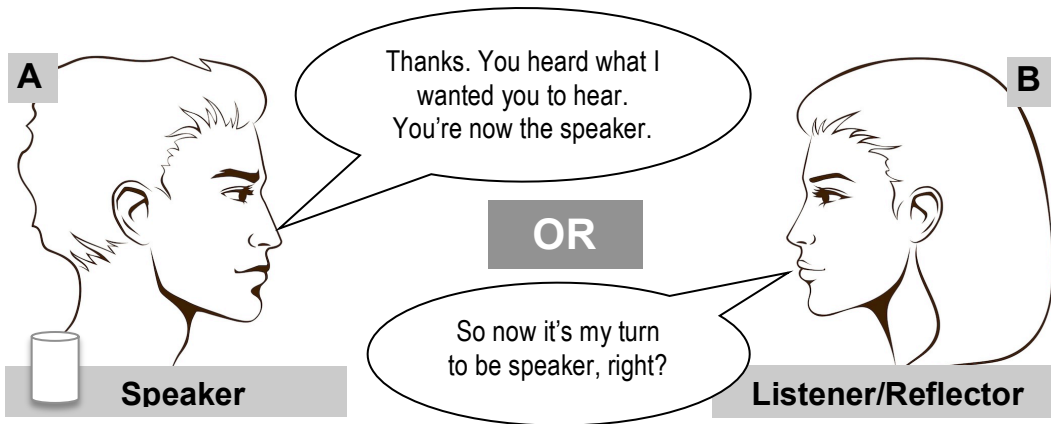 A
Thanks. You heard what I
wanted you to hear.
You're now the speaker.
B
OR
So now it's my turn
to be speaker, right?
Speaker
Listener/Reflector